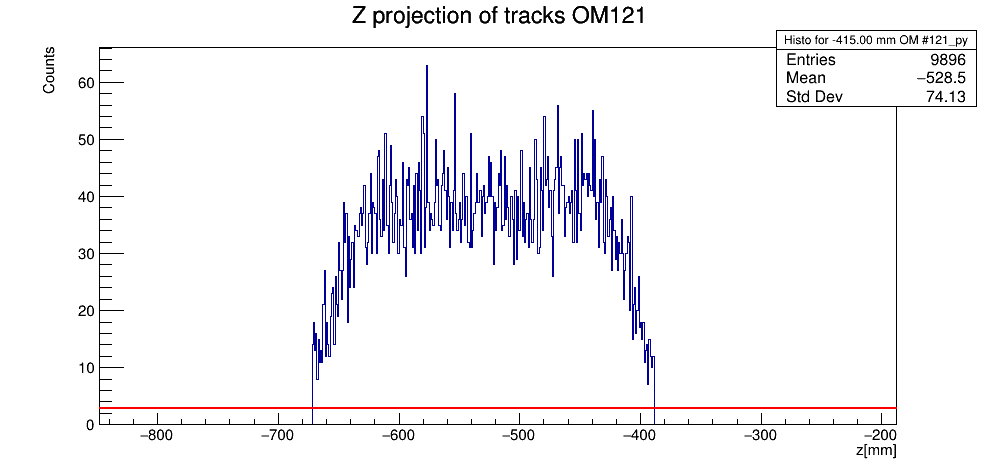 Z projection of tracks OM121
Histo for -415.00 mm OM #121_py
Entries 9896
Mean −528.5
Std Dev 74.13
Counts
60
50
40
30
20
10
0
−800 −700 −600 −500 −400 −300 −200
z[mm]